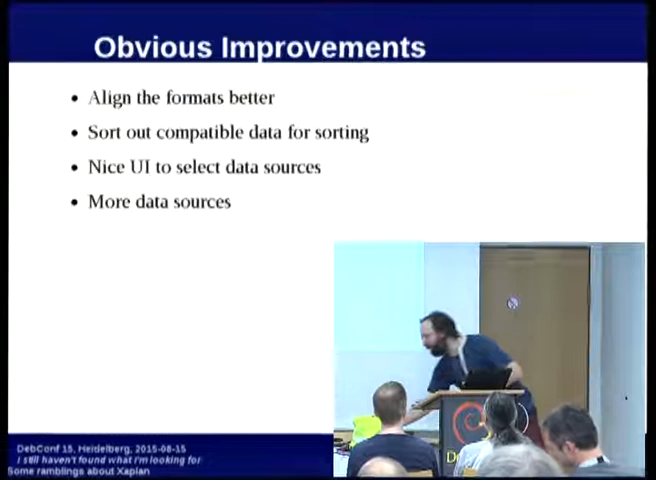 Obvious Improvements
Align the formats better
Sort out compatible data for sorting
Nice UI to select data sources
More data sources
DebConf 15, Heidelberg, 2015-08-15
I still haven't found what I'm looking for
Some ramblings about Xapian